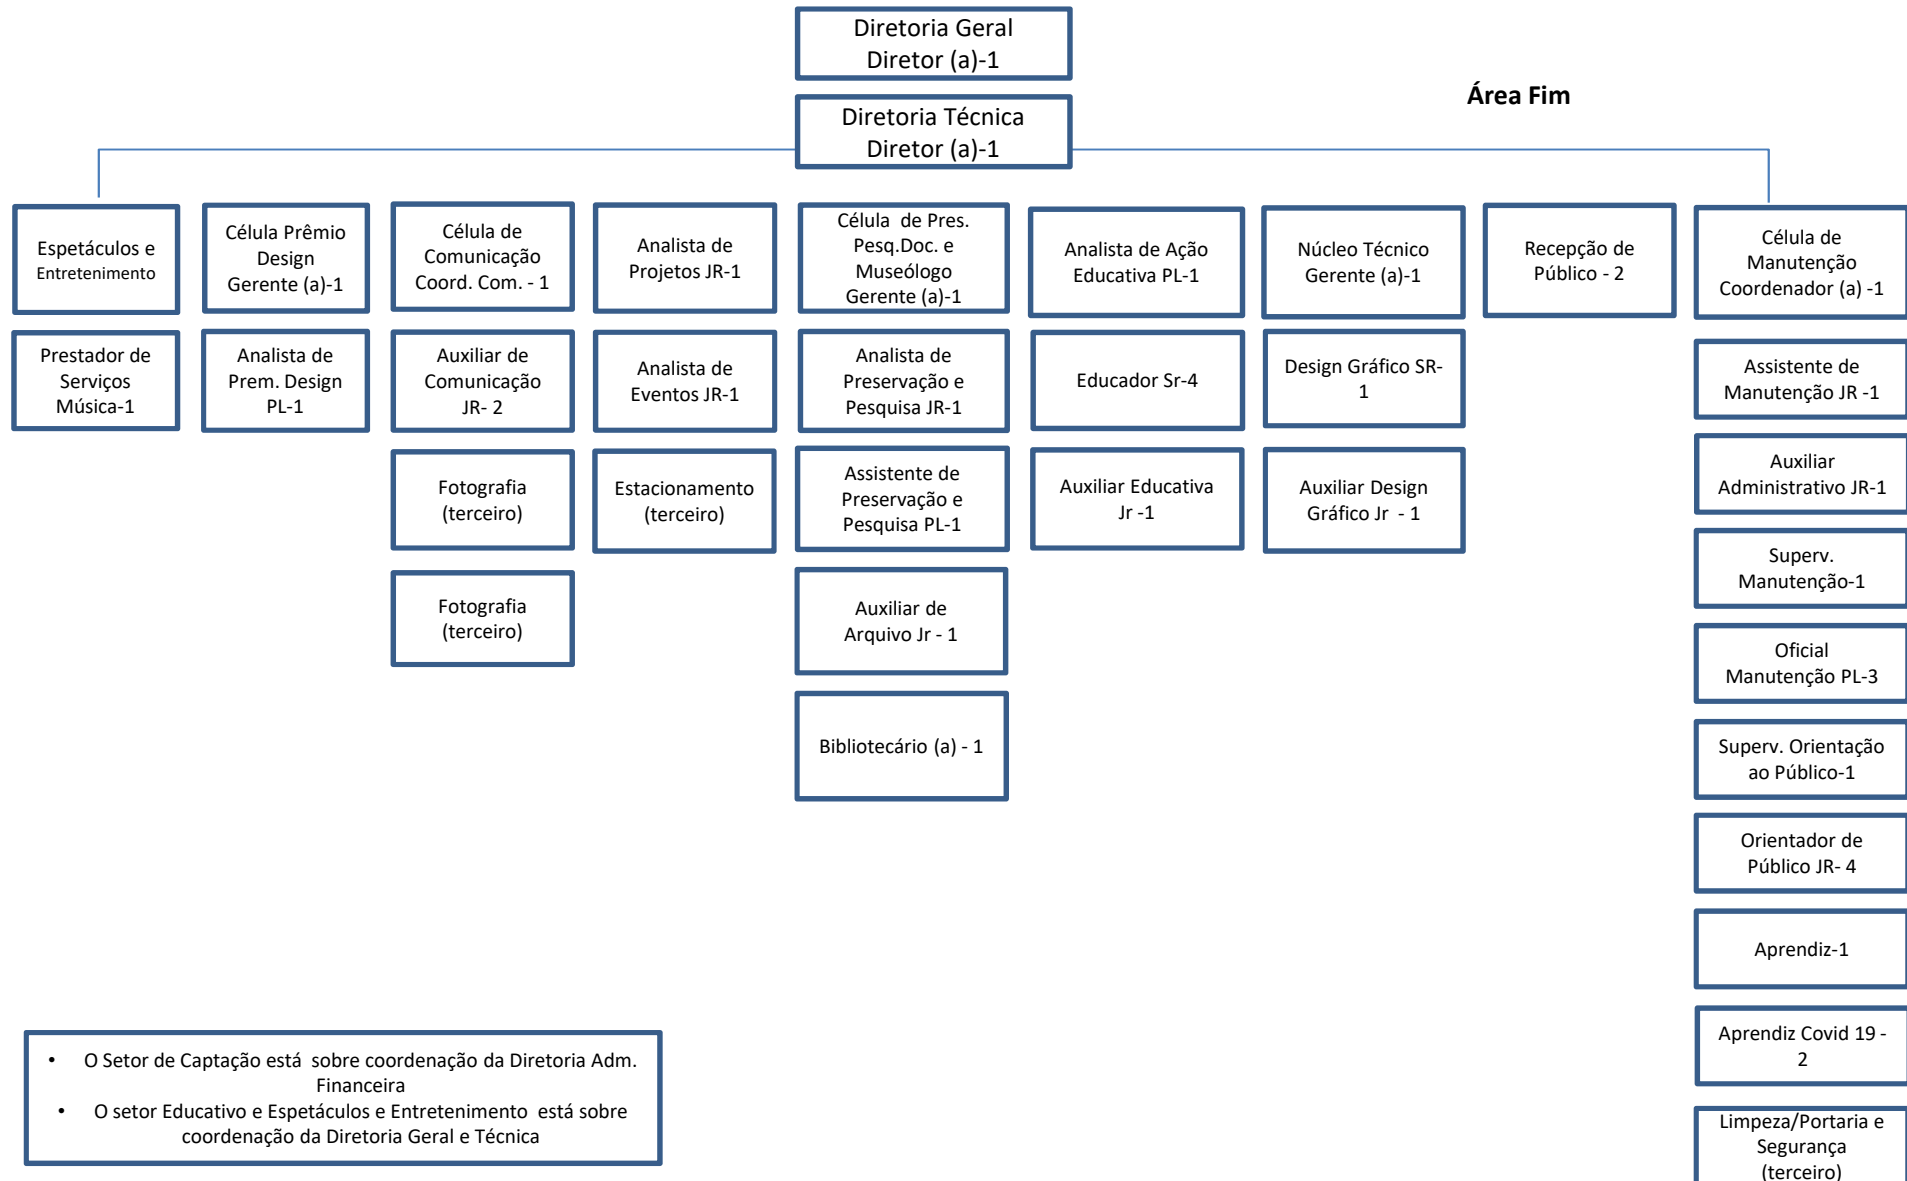 Diretoria Geral
Diretor (a)-1
Área Fim
Diretoria Técnica
Diretor (a)-1
Espetáculos e
Entretenimento
Célula Prêmio
Design
Gerente (a)-1
Célula de
Comunicação
Coord. Com. - 1
Analista de
Projetos JR-1
Célula de Pres.
Pesq.Doc. e
Museólogo
Gerente (a)-1
Analista de Ação
Educativa PL-1
Núcleo Técnico
Gerente (a)-1
Recepção de
Público - 2
Célula de
Manutenção
Coordenador (a) -1
Prestador de
Serviços
Música-1
Analista de
Prem. Design
PL-1
Auxiliar de
Comunicação
JR- 2
Analista de
Eventos JR-1
Analista de
Preservação e
Pesquisa JR-1
Educador Sr-4
Design Gráfico SR-
1
Assistente de
Manutenção JR -1
Fotografia
(terceiro)
Estacionamento
(terceiro)
Assistente de
Preservação e
Pesquisa PL-1
Auxiliar Educativa
Jr -1
Auxiliar Design
Gráfico Jr - 1
Auxiliar
Administrativo JR-1
Fotografia
(terceiro)
Auxiliar de
Arquivo Jr - 1
Superv.
Manutenção-1
Bibliotecário (a) - 1
Oficial
Manutenção PL-3
Superv. Orientação
ao Público-1
Orientador de
Público JR- 4
Aprendiz-1
Aprendiz Covid 19 -
2
Limpeza/Portaria e
Segurança
(terceiro)
• O Setor de Captação está sobre coordenação da Diretoria Adm.
Financeira
• O setor Educativo e Espetáculos e Entretenimento está sobre
coordenação da Diretoria Geral e Técnica